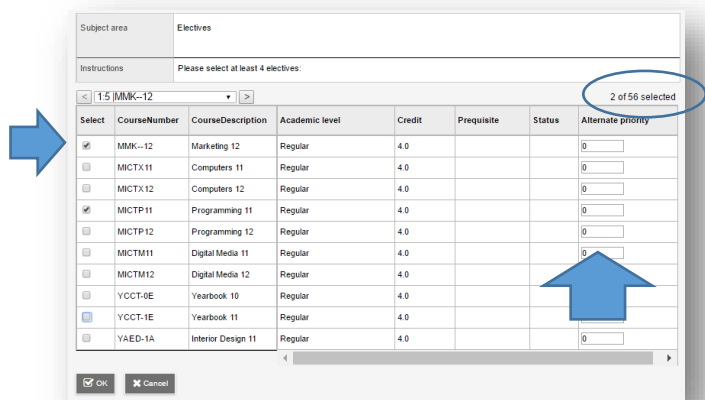 Subject area Electives
Instructions Please select at least 4 electives:
< 1:5 |MMK--12 > 2 of 56 selected
Select CourseNumber CourseDescription Academic level Credit Prequisite Status Alternate priority
MMK--12 Marketing 12 Regular 4.0 0
MICTX11 Computers 11 Regular 4.0 0
MICTX12 Computers 12 Regular 4.0 0
MICTP11 Programming 11 Regular 4.0 0
MICTP12 Programming 12 Regular 4.0 0
MICTM11 Digital Media 11 Regular 4.0 0
MICTM12 Digital Media 12 Regular 4.0
YCCT-0E Yearbook 10 Regular 4.0
YCCT-1E Yearbook 11 Regular 4.0
YAED-1A Interior Design 11 Regular 4.0 0
OK Cancel